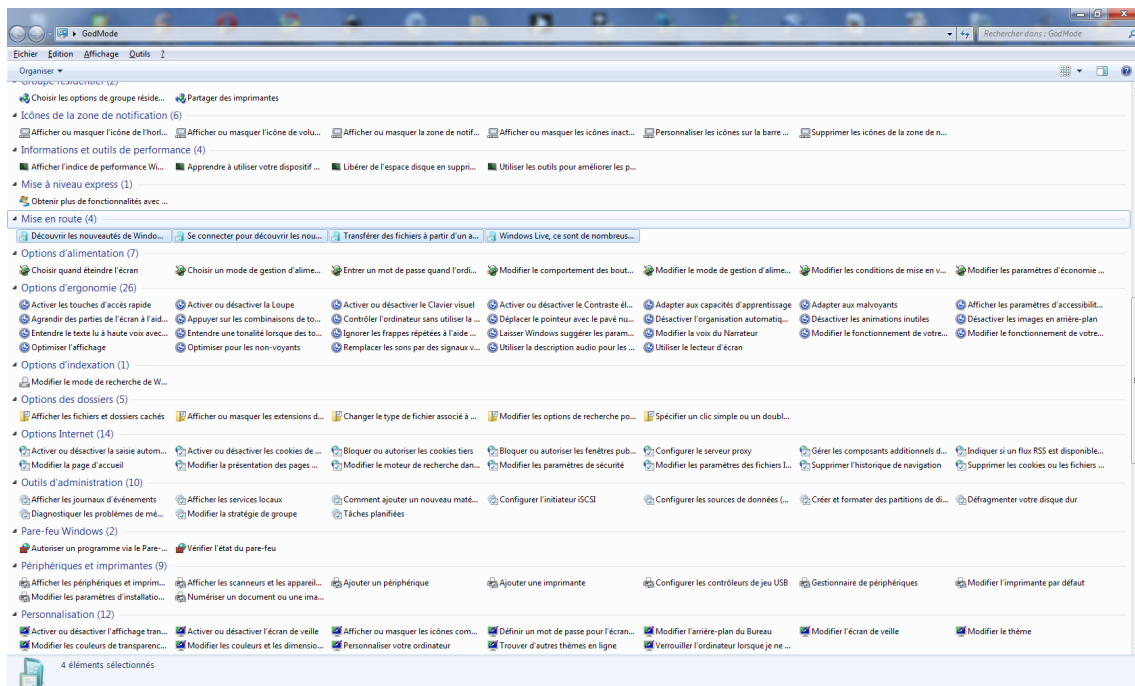 GodMode
Rechercher dans : GodMode
Fichier Edition Affichage Outils ?
Organiser
Groupe résidentiel (2)
Choisir les options de groupe réside... Partager des imprimantes
Icônes de la zone de notification (6)
Afficher ou masquer l'icône de l'horl... Afficher ou masquer l'icône de volu... Afficher ou masquer la zone de notif... Afficher ou masquer les icônes inact... Personnaliser les icônes sur la barre ... Supprimer les icônes de la zone de n...
Informations et outils de performance (4)
Afficher l'indice de performance Wi... Apprendre à utiliser votre dispositif ... Libérer de l'espace disque en suppri... Utiliser les outils pour améliorer les p...
Mise à niveau express (1)
Obtenir plus de fonctionnalités avec ...
Mise en route (4)
Découvrir les nouveautés de Windo... Se connecter pour découvrir les nou... Transférer des fichiers à partir d'un a... Windows Live, ce sont de nombreus...
Options d'alimentation (7)
Choisir quand éteindre l'écran Choisir un mode de gestion d'alime... Entrer un mot de passe quand l'ordi... Modifier le comportement des bout... Modifier le mode de gestion d'alime... Modifier les conditions de mise en v... Modifier les paramètres d'économie ...
Options d'ergonomie (26)
Activer les touches d'accès rapide Activer ou désactiver la Loupe Activer ou désactiver le Clavier visuel Activer ou désactiver le Contraste él... Adapter aux capacités d'apprentissage Adapter aux malvoyants Afficher les paramètres d'accessibilit...
Agrandir des parties de l'écran à l'aid... Appuyer sur les combinaisons de to... Contrôler l'ordinateur sans utiliser la ... Déplacer le pointeur avec le pavé nu... Désactiver l'organisation automatiq... Désactiver les animations inutiles Désactiver les images en arrière-plan
Entendre le texte lu à haute voix avec... Entendre une tonalité lorsque des to... Ignorer les frappes répétées à l'aide ... Laisser Windows suggérer les param... Modifier la voix du Narrateur Modifier le fonctionnement de votre... Modifier le fonctionnement de votre...
Optimiser l'affichage Optimiser pour les non-voyants Remplacer les sons par des signaux v... Utiliser la description audio pour les ... Utiliser le lecteur d'écran
Options d'indexation (1)
Modifier le mode de recherche de W...
Options des dossiers (5)
Afficher les fichiers et dossiers cachés Afficher ou masquer les extensions d... Changer le type de fichier associé à ... Modifier les options de recherche po... Spécifier un clic simple ou un doubl...
Options Internet (14)
Activer ou désactiver la saisie autom... Activer ou désactiver les cookies de ... Bloquer ou autoriser les cookies tiers Bloquer ou autoriser les fenêtres pub... Configurer le serveur proxy Gérer les composants additionnels d... Indiquer si un flux RSS est disponible...
Modifier la page d'accueil Modifier la présentation des pages ... Modifier le moteur de recherche dan... Modifier les paramètres de sécurité Modifier les paramètres des fichiers I... Supprimer l'historique de navigation Supprimer les cookies ou les fichiers ...
Outils d'administration (10)
Afficher les journaux d'événements Afficher les services locaux Comment ajouter un nouveau maté... Configurer l'initiateur iSCSI Configurer les sources de données (... Créer et formater des partitions de di... Défragmenter votre disque dur
Diagnostiquer les problèmes de mé... Modifier la stratégie de groupe Tâches planifiées
Pare-feu Windows (2)
Autoriser un programme via le Pare-... Vérifier l'état du pare-feu
Périphériques et imprimantes (9)
Afficher les périphériques et imprim... Afficher les scanneurs et les appareil... Ajouter un périphérique Ajouter une imprimante Configurer les contrôleurs de jeu USB Gestionnaire de périphériques Modifier l'imprimante par défaut
Modifier les paramètres d'installatio... Numériser un document ou une ima...
Personnalisation (12)
Activer ou désactiver l'affichage tran... Activer ou désactiver l'écran de veille Afficher ou masquer les icônes com... Définir un mot de passe pour l'écran... Modifier l'arrière-plan du Bureau Modifier l'écran de veille Modifier le thème
Modifier les couleurs de transparenc... Modifier les couleurs et les dimensio... Personnaliser votre ordinateur Trouver d'autres thèmes en ligne Verrouiller l'ordinateur lorsque je ne ...
4 éléments sélectionnés